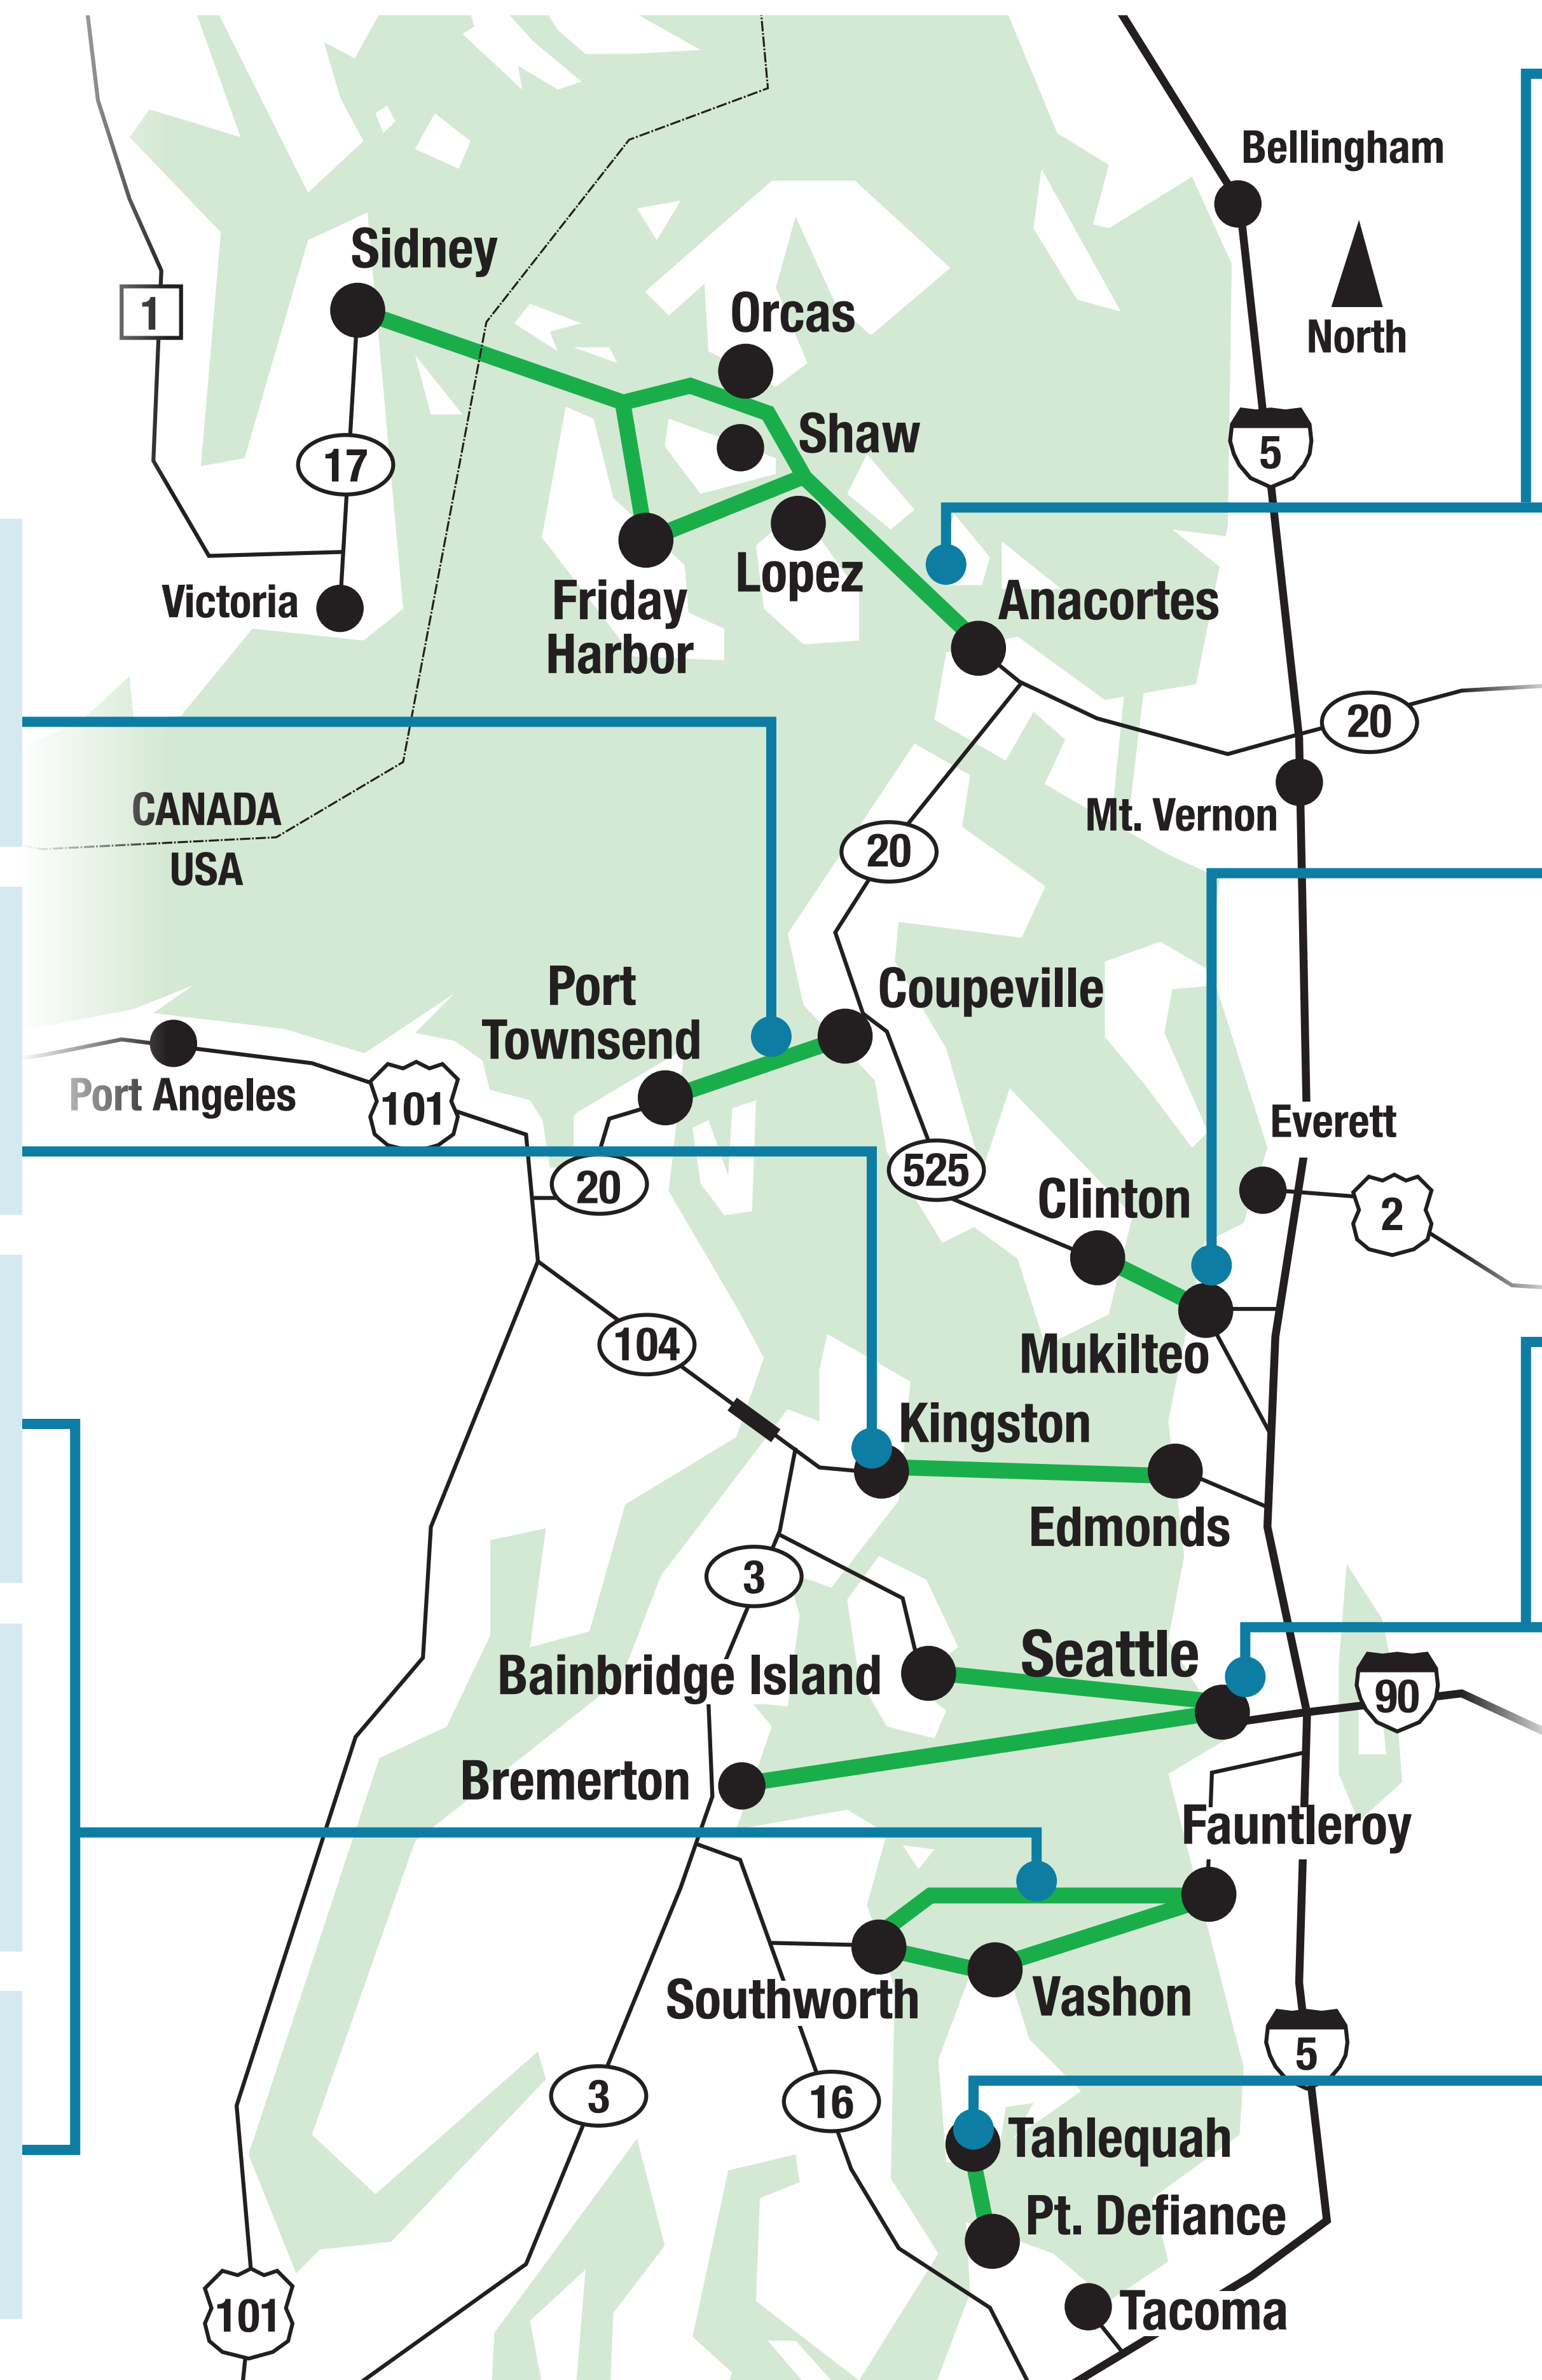 Bellingham
Sidney
Orcas
1
North
Shaw
5
17
Lopez
Victoria
Friday
Harbor
Anacortes
20
CANADA
USA
Mt. Vernon
20
Port
Townsend
Coupeville
Port Angeles
101
Everett
525
20
Clinton
2
104
Mukilteo
Kingston
Edmonds
3
Seattle
Bainbridge Island
90
Bremerton
Fauntleroy
Southworth
Vashon
5
3
16
Tahlequah
Pt. Defiance
101
Tacoma